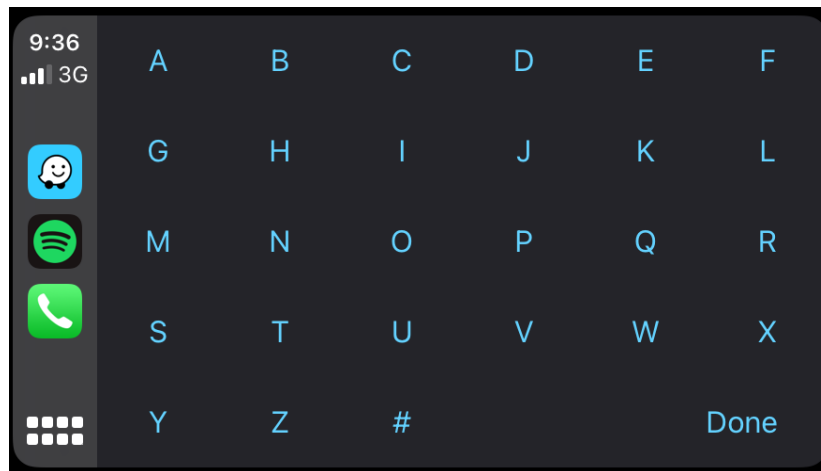 9:36
3G
A B C D E F
G H I J K L
M N O P Q R
S T U V W X
Y Z # Done